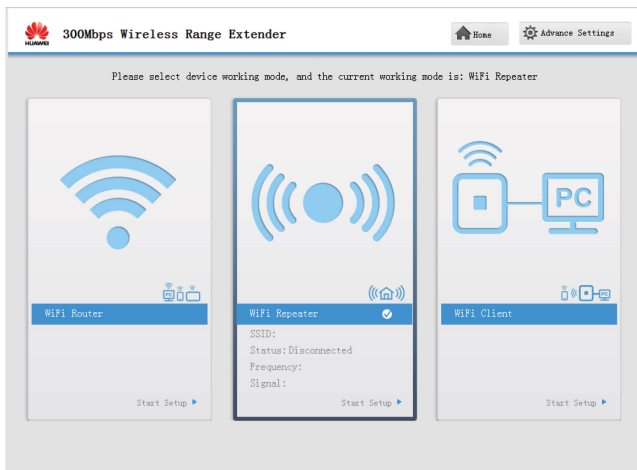 HUAWEI
300Mbps Wireless Range Extender
Home
Advance Settings
Please select device working mode, and the current working mode is: WiFi Repeater
PC
PC
WiFi Router
Start Setup
WiFi Repeater
SSID:
Status:Disconnected
Frequency:
Signal:
Start Setup
PC
WiFi Client
Start Setup